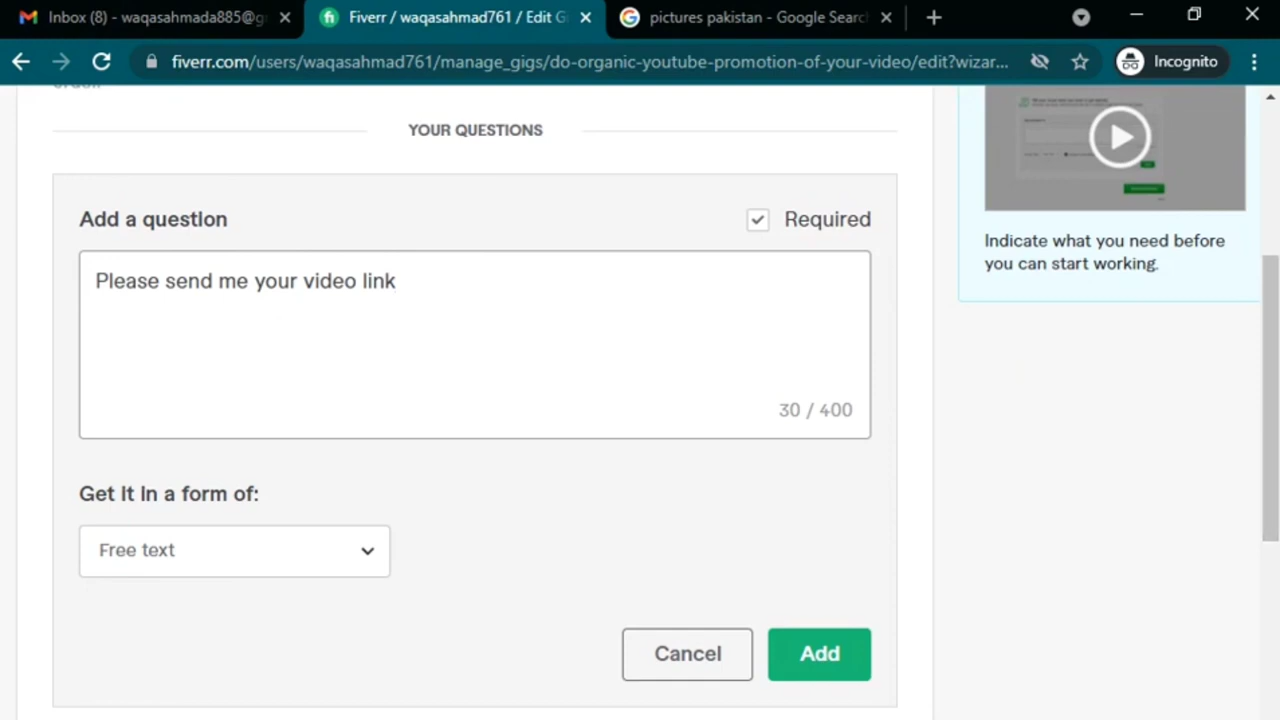 Inbox (8) - waqasahmada885@g
Fiverr / waqasahmad761 / Edit G
pictures pakistan - Google Search
fiverr.com/users/waqasahmad761/manage_gigs/do-organic-youtube-promotion-of-your-video/edit?wizar...
Incognito
YOUR QUESTIONS
Add a question
Required
Please send me your video link
30 / 400
Get it in a form of:
Free text
Cancel
Add
Indicate what you need before
you can start working.